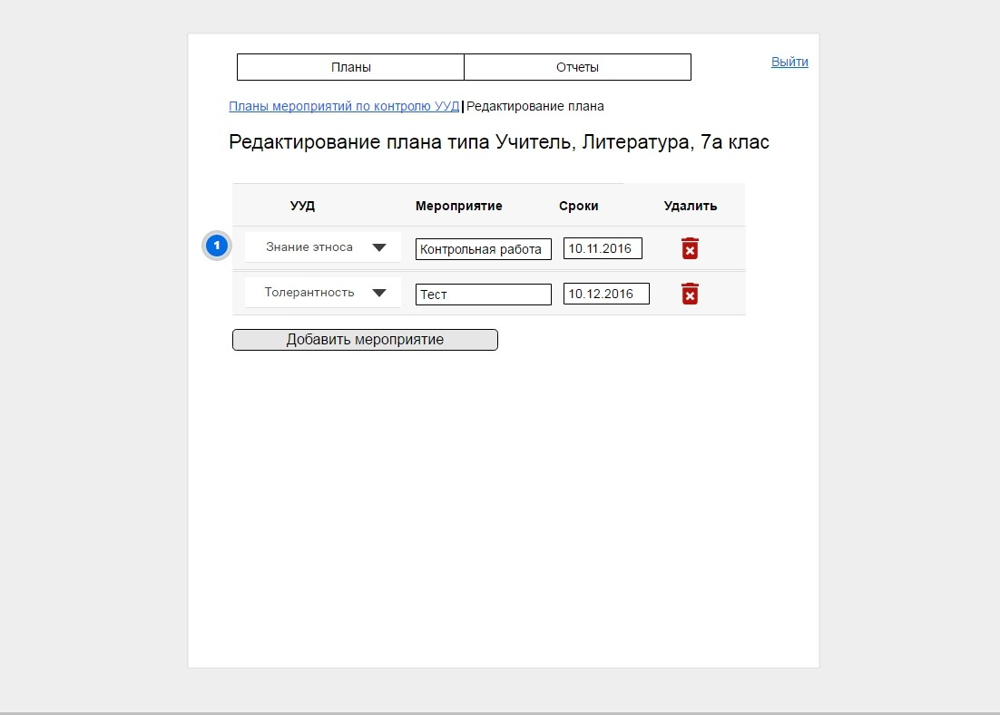 Планы Отчеты Выйти
Планы мероприятий по контролю УУД|Редактирование плана
Редактирование плана типа Учитель, Литература, 7а клас
УУД Мероприятие Сроки Удалить
1 Знание этноса Контрольная работа 10.11.2016
Толерантность Тест 10.12.2016
Добавить мероприятие